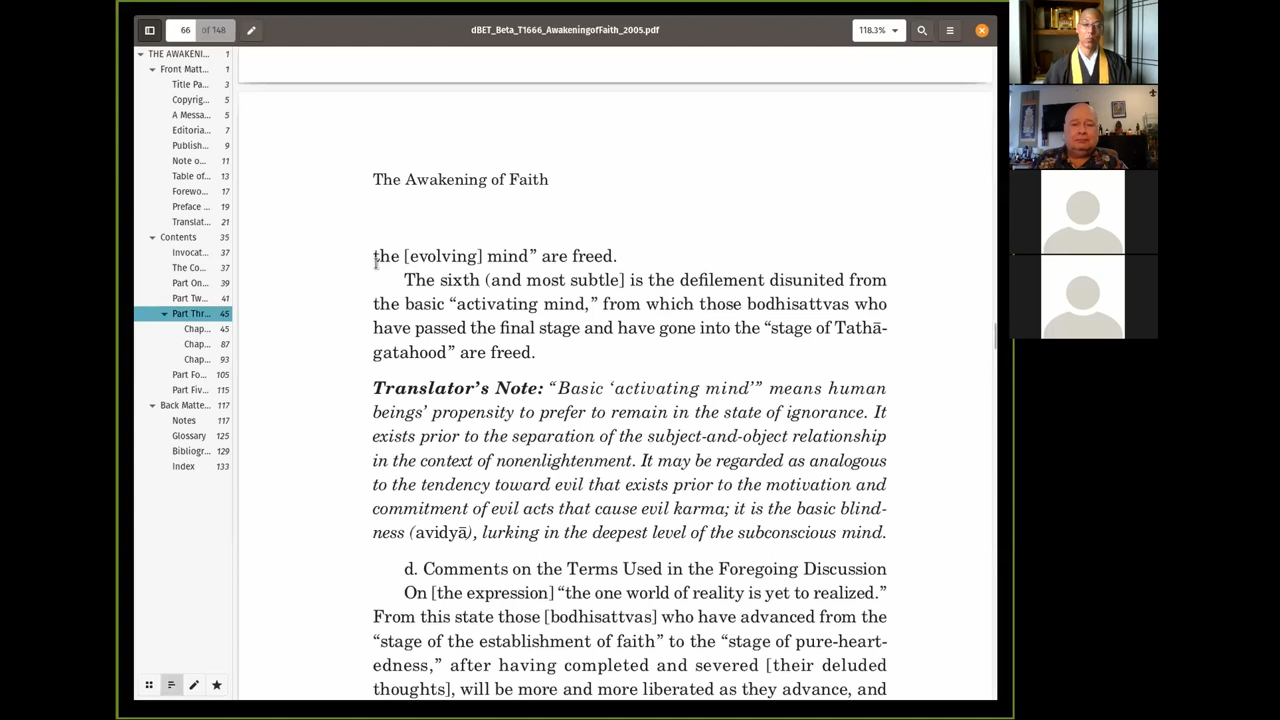 66
of 148
dBET_Beta_T1666_AwakeningofFaith_2005.pdf
118.3%
THE AWAKENI... 1
Front Matt... 1
Title Pa... 3
Copyrig... 5
A Messa... 5
Editoria... 7
Publish... 9
Note o... 11
Table of... 13
Forewo... 17
Preface ... 19
Translat... 21
Contents 35
Invocat... 37
The Co... 37
Part On... 39
Part Tw... 41
Part Thr... 45
Chap... 45
Chap... 87
Chap... 93
Part Fo... 105
Part Fiv... 115
Back Matte... 117
Notes 117
Glossary 125
Bibliogr... 129
Index 133
The Awakening of Faith
the [evolving] mind” are freed.
The sixth (and most subtle] is the defilement disunited from
the basic “activating mind,” from which those bodhisattvas who
have passed the final stage and have gone into the “stage of Tathā-
gatahood” are freed.
Translator’s Note: “Basic ‘activating mind’” means human
beings’ propensity to prefer to remain in the state of ignorance. It
exists prior to the separation of the subject-and-object relationship
in the context of nonenlightenment. It may be regarded as analogous
to the tendency toward evil that exists prior to the motivation and
commitment of evil acts that cause evil karma; it is the basic blind-
ness (avidyā), lurking in the deepest level of the subconscious mind.
d. Comments on the Terms Used in the Foregoing Discussion
On [the expression] “the one world of reality is yet to realized.”
From this state those [bodhisattvas] who have advanced from the
“stage of the establishment of faith” to the “stage of pure-heart-
edness,” after having completed and severed [their deluded
thoughts], will be more and more liberated as they advance, and